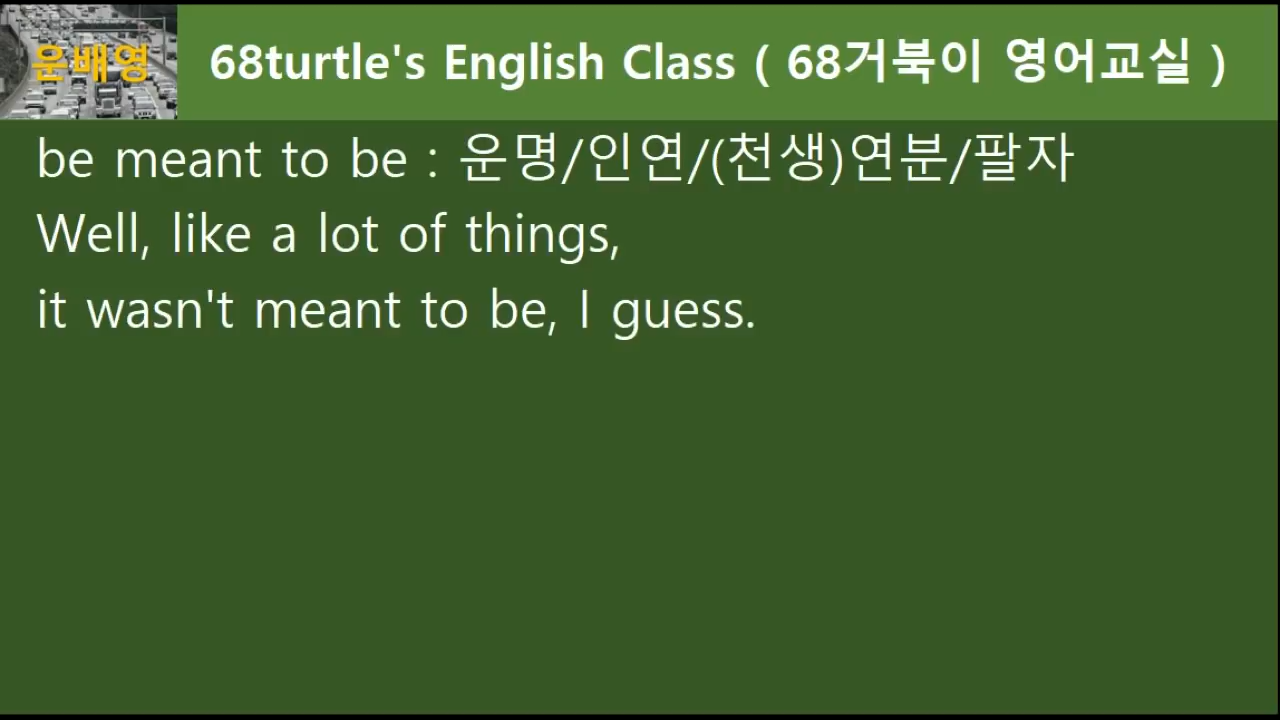 운배영
68turtle's English Class ( 68거북이 영어교실 )
be meant to be : 운명/인연/(천생)연분/팔자
Well, like a lot of things,
it wasn't meant to be, I guess.